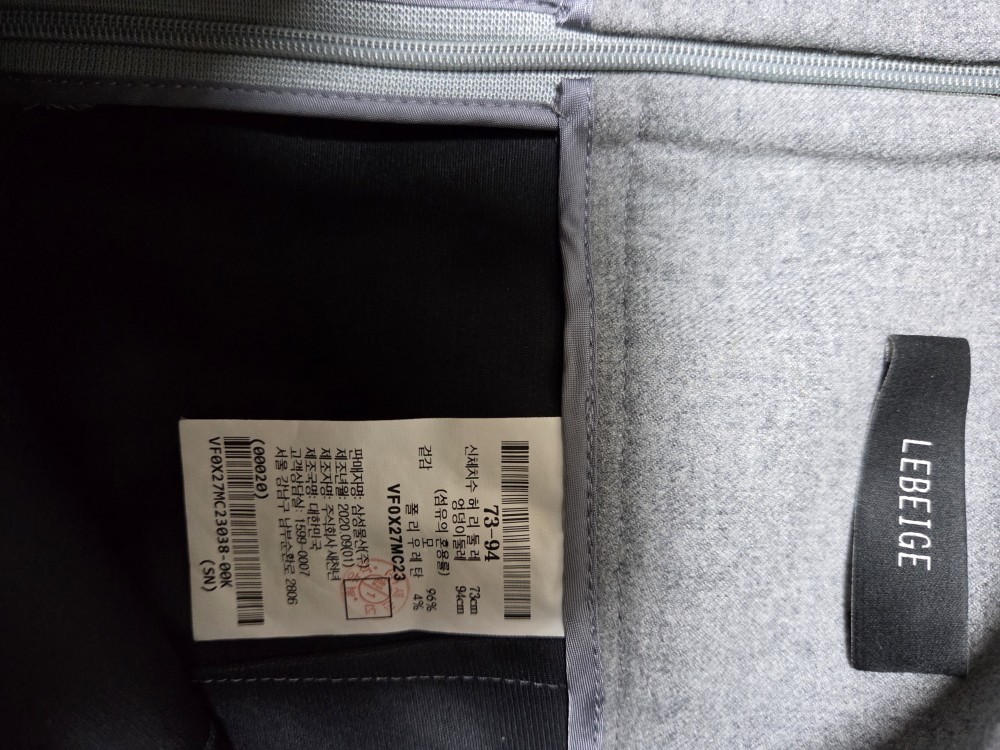 73-94
신체치수 허리둘레 73cm
엉덩이둘레 94cm
(섬유의 혼용률)
겉감 모 96%
폴리우레탄 4%
VF0X27MC23
판매자명: 삼성물산(주)
제조년월: 2020.09(01)
제조자명: 주식회사 세천년
제조국명: 대한민국
고객상담실: 1599-0007
서울 강남구 남부순환로 2806
(00020)
VF0X27MC23038-00K
(SN)
LEBEIGE